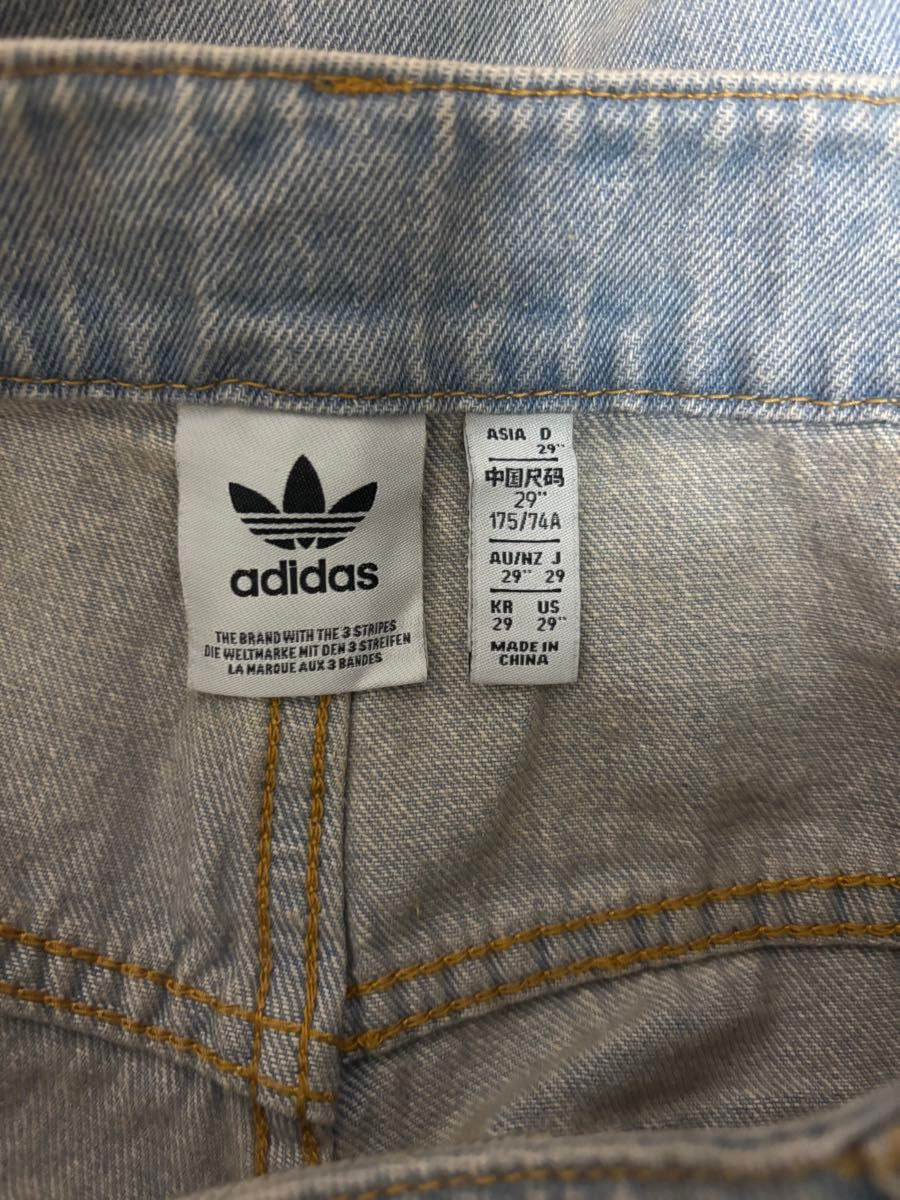 adidas
THE BRAND WITH THE 3 STRIPES
DIE WELTMARKE MIT DEN 3 STREIFEN
LA MARQUE AUX 3 BANDES
ASIA D
29"
中国尺码
29"
175/74A
AU/NZ J
29" 29
KR US
29 29"
MADE IN
CHINA